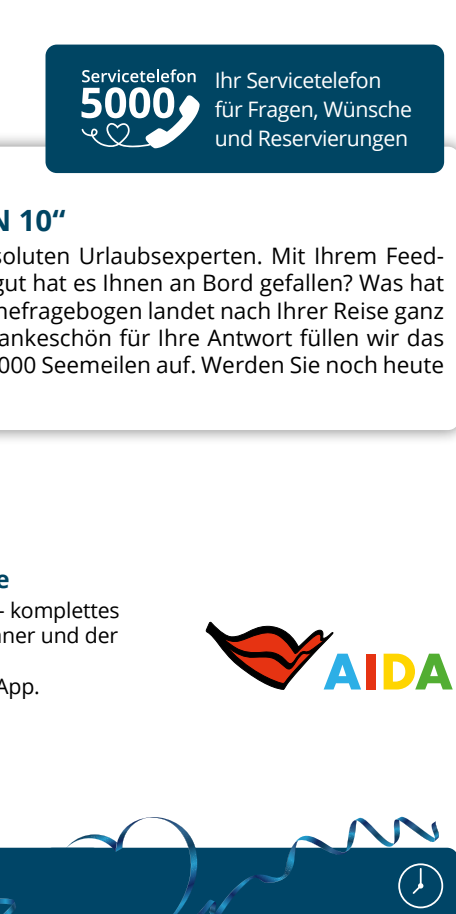 Servicetelefon
5000
Ihr Servicetelefon
für Fragen, Wünsche
und Reservierungen
N 10“
soluten Urlaubsexperten. Mit Ihrem Feed-
gut hat es Ihnen an Bord gefallen? Was hat
nefragebogen landet nach Ihrer Reise ganz
ankeschön für Ihre Antwort füllen wir das
000 Seemeilen auf. Werden Sie noch heute
e
- komplettes
ner und der
App.
AIDA